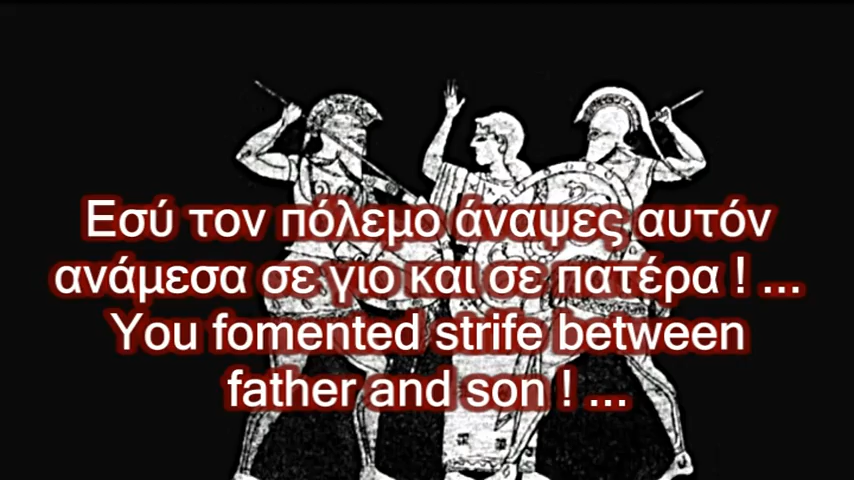 Εσύ τον πόλεμο άναψες αυτόν
ανάμεσα σε γιο και σε πατέρα ! ...
You fomented strife between
father and son ! ...